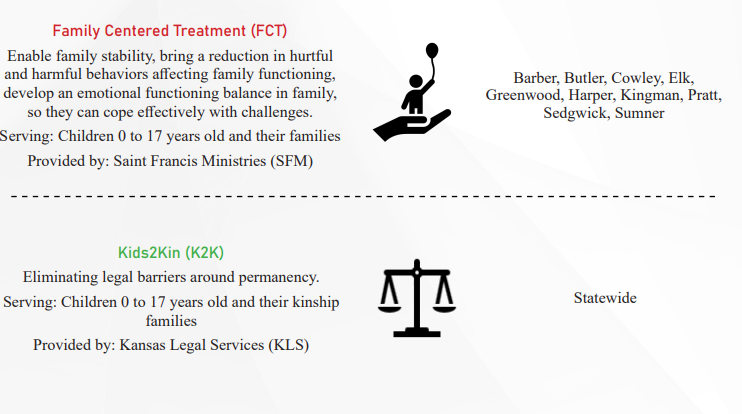 Family Centered Treatment (FCT)
Enable family stability, bring a reduction in hurtful
and harmful behaviors affecting family functioning,
develop an emotional functioning balance in family,
so they can cope effectively with challenges.
Serving: Children 0 to 17 years old and their families
Provided by: Saint Francis Ministries (SFM)
Barber, Butler, Cowley, Elk,
Greenwood, Harper, Kingman, Pratt,
Sedgwick, Sumner
Kids2Kin (K2K)
Eliminating legal barriers around permanency.
Serving: Children 0 to 17 years old and their kinship
families
Provided by: Kansas Legal Services (KLS)
Statewide